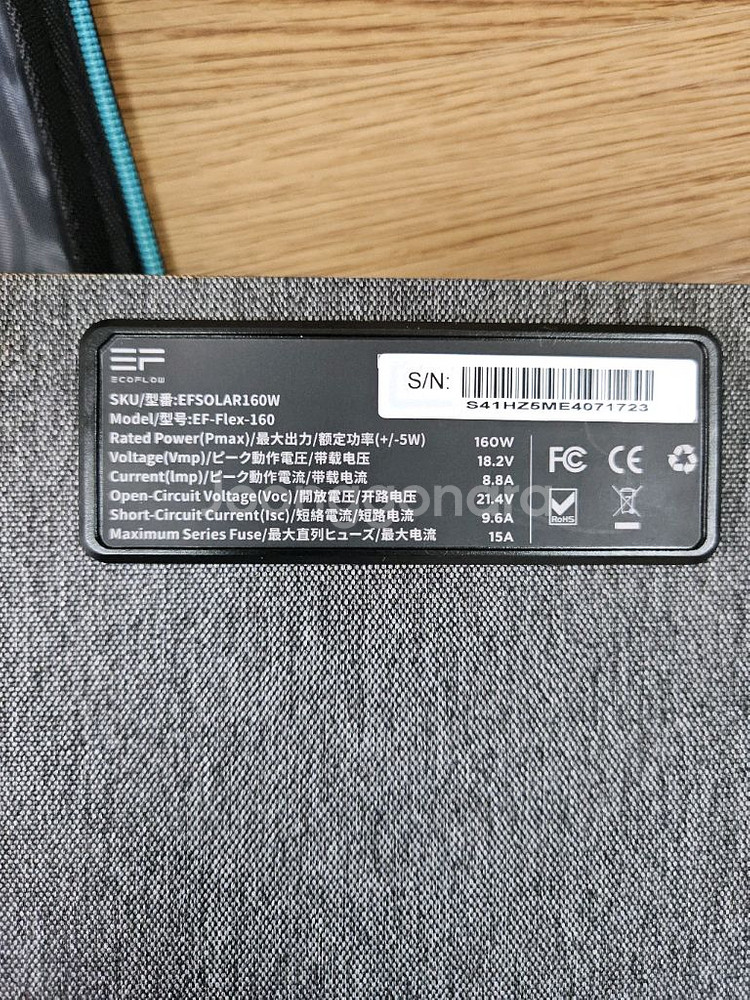 EF
ECOFLOW
SKU/型番:EFSOLAR160W
Model/型号:EF-Flex-160
S/N:
S41HZ5ME4071723
Rated Power(Pmax)/最大出力/额定功率(+/-5W) 160W
Voltage(Vmp)/ピーク動作電圧/带载电压 18.2V
Current(lmp)/ピーク動作電流/带载电流 8.8A
Open-Circuit Voltage(Voc)/開放電圧/开路电压 21.4V
Short-Circuit Current(Isc)/短絡電流/短路电流 9.6A
Maximum Series Fuse/最大直列ヒューズ/最大电流 15A
FC CE
RoHS